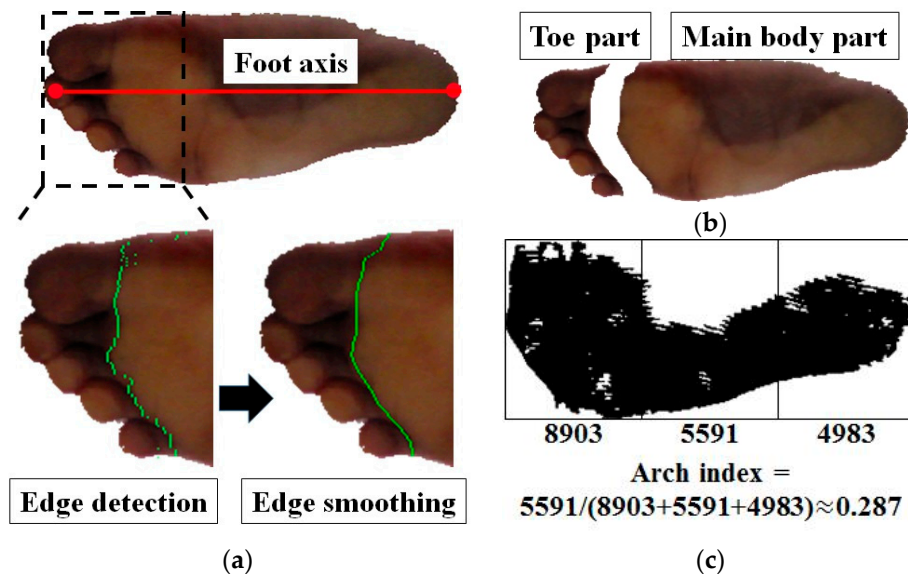 Foot axis
Edge detection
Edge smoothing
(a)
Toe part
Main body part
(b)
8903
5591
4983
Arch index =
5591/(8903+5591+4983)≈0.287
(c)